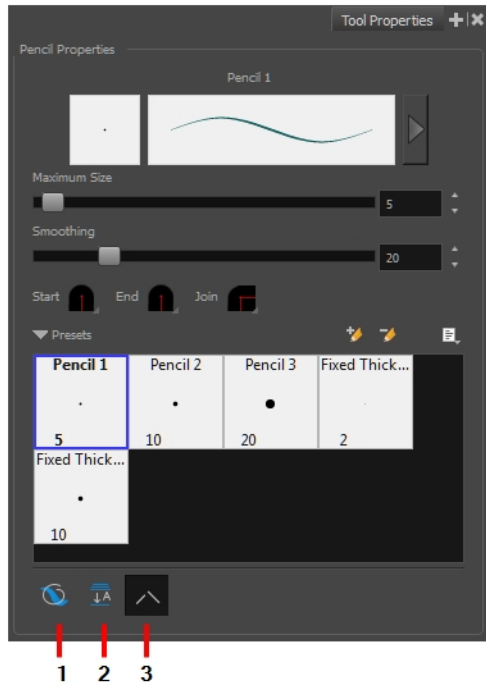 Tool Properties
Pencil Properties
Pencil 1
Maximum Size
5
Smoothing
20
Start End Join
Presets
Pencil 1 Pencil 2 Pencil 3 Fixed Thick...
5 10 20 2
Fixed Thick...
10
A
1 2 3